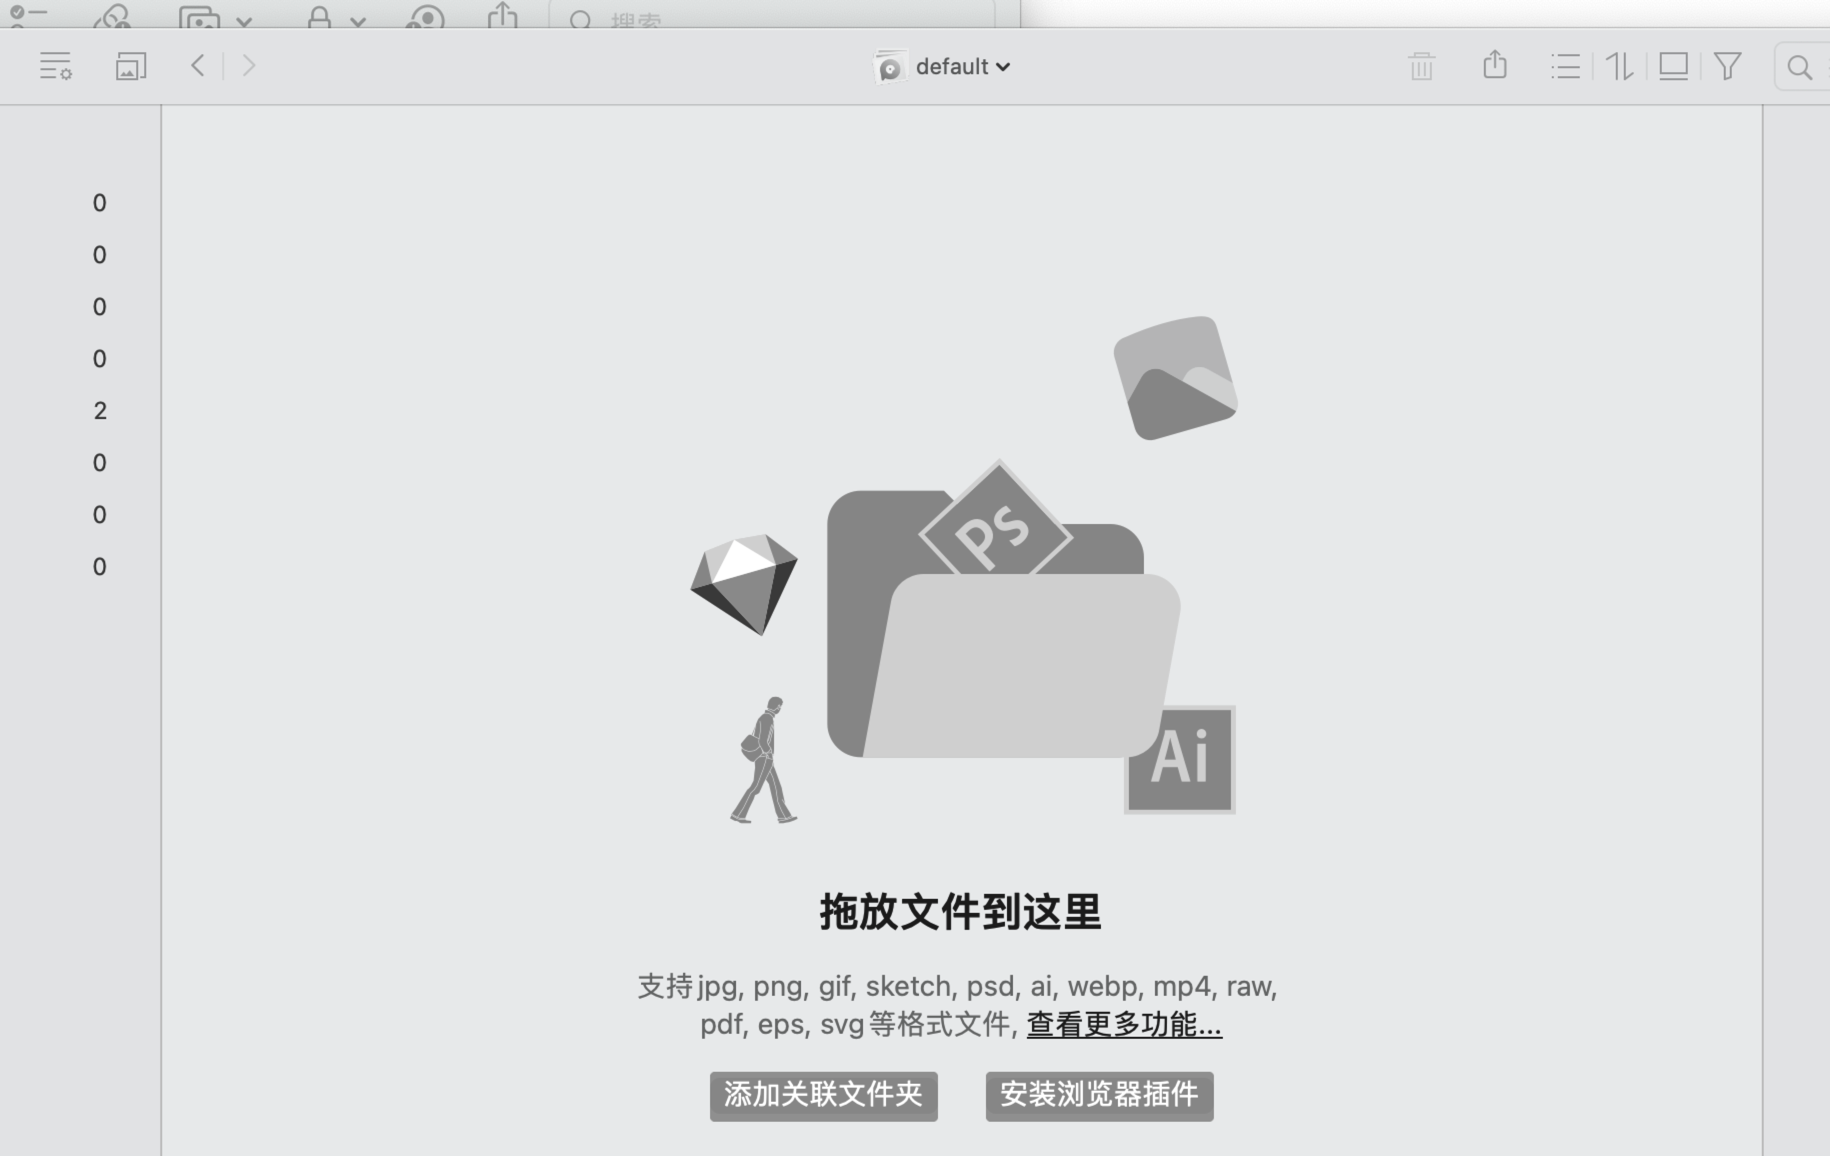 搜索
default
0
0
0
0
2
0
0
0
Ps
Ai
拖放文件到这里
支持 jpg, png, gif, sketch, psd, ai, webp, mp4, raw,
pdf, eps, svg 等格式文件, 查看更多功能...
添加关联文件夹
安装浏览器插件